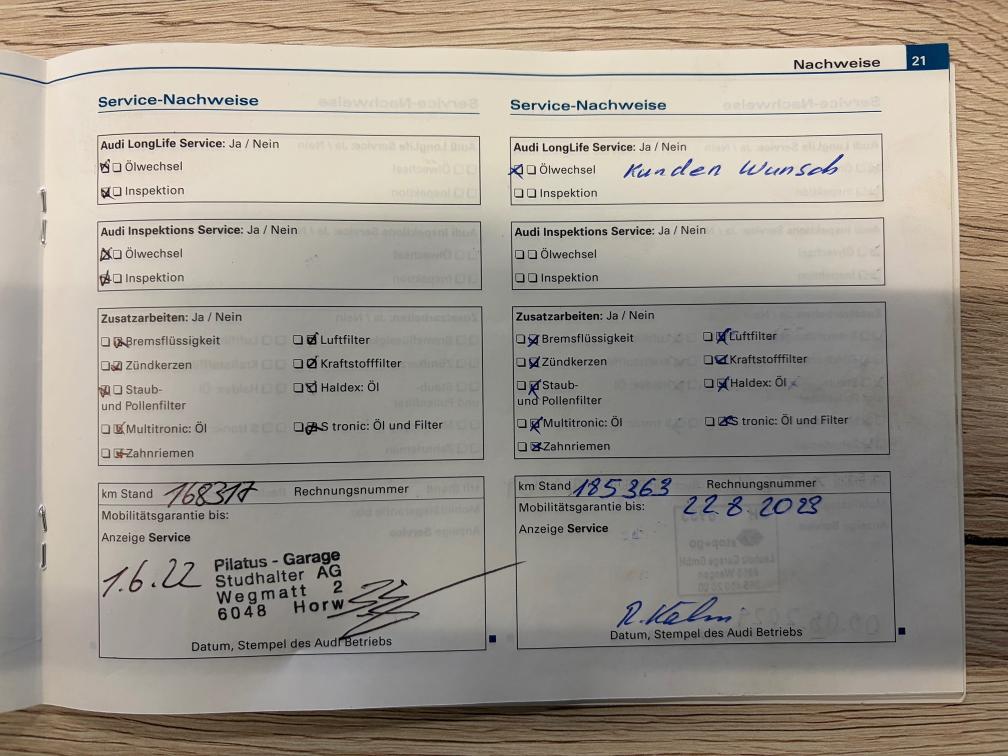 Nachweise 21
Service-Nachweise
Audi LongLife Service: Ja / Nein
Ölwechsel
Inspektion
Audi Inspektions Service: Ja / Nein
Ölwechsel
Inspektion
Zusatzarbeiten: Ja / Nein
Bremsflüssigkeit
Luftfilter
Zündkerzen
Kraftstofffilter
Staub-
und Pollenfilter
Haldex: Öl
Multitronic: Öl
S tronic: Öl und Filter
Zahnriemen
km Stand 168317 Rechnungsnummer
Mobilitätsgarantie bis:
Anzeige Service
1.6.22
Pilatus - Garage
Studhalter AG
Wegmatt 2
6048 Horw
Datum, Stempel des Audi Betriebs
Service-Nachweise
Audi LongLife Service: Ja / Nein
Ölwechsel Kunden Wunsch
Inspektion
Audi Inspektions Service: Ja / Nein
Ölwechsel
Inspektion
Zusatzarbeiten: Ja / Nein
Bremsflüssigkeit
Luftfilter
Zündkerzen
Kraftstofffilter
Staub-
und Pollenfilter
Haldex: Öl
Multitronic: Öl
S tronic: Öl und Filter
Zahnriemen
km Stand 185363 Rechnungsnummer
Mobilitätsgarantie bis: 22.8.2023
Anzeige Service
Datum, Stempel des Audi Betriebs